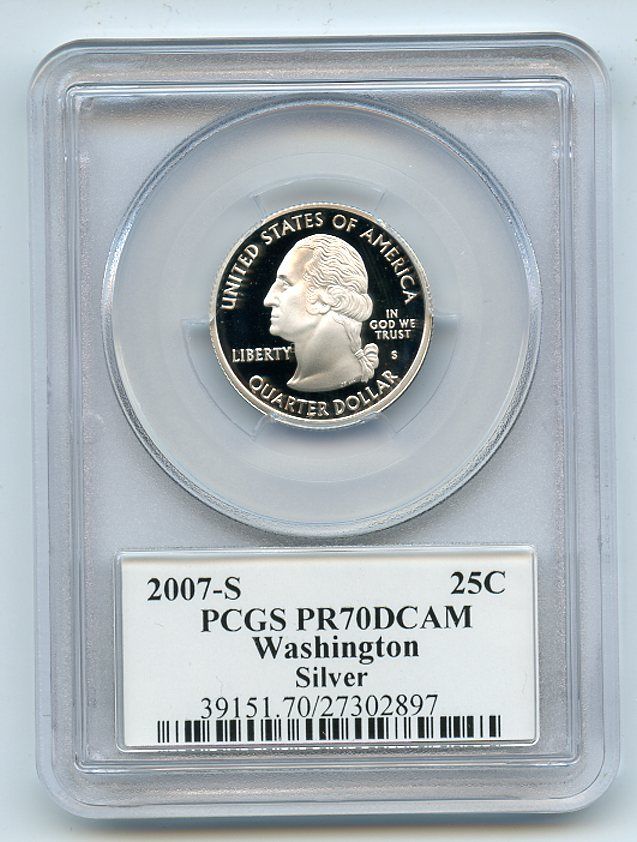 UNITED STATES OF AMERICA
IN
GOD WE
TRUST
LIBERTY
S
QUARTER DOLLAR
2007-S 25C
PCGS PR70DCAM
Washington
Silver
39151.70/27302897